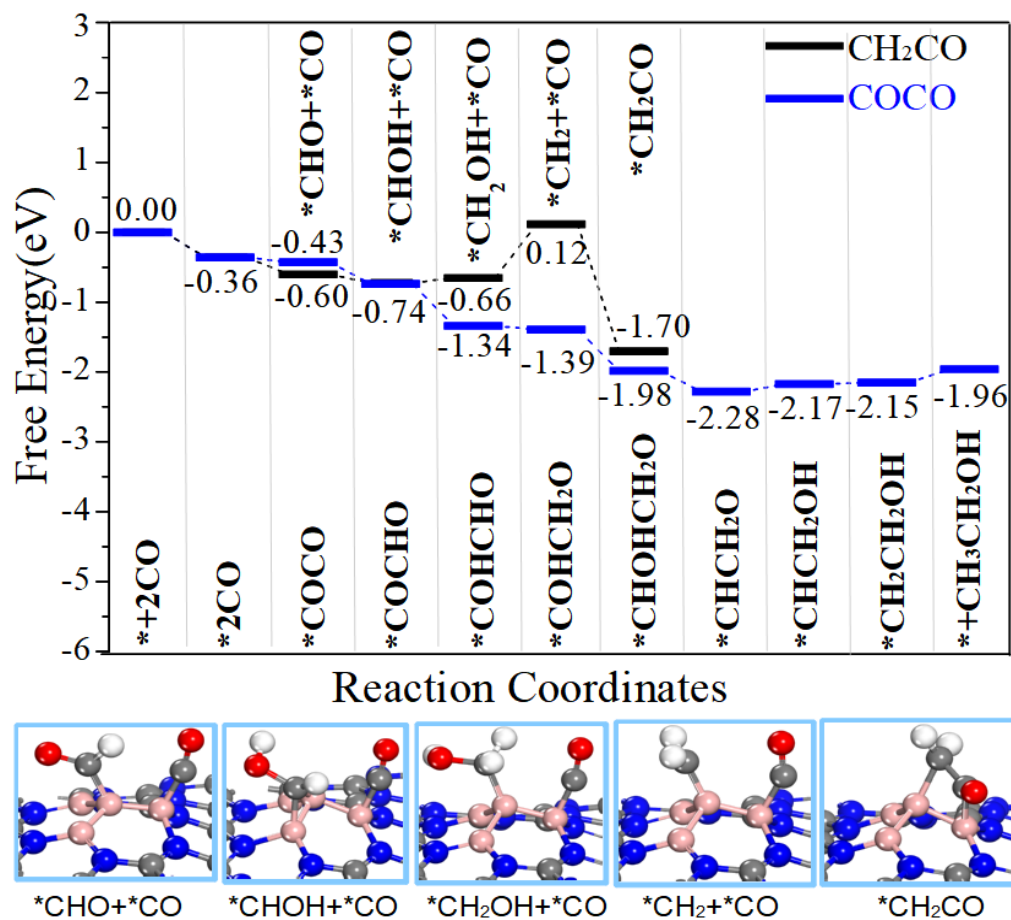 3
2
1
0
-1
-2
-3
-4
-5
-6
Free Energy(eV)
CH₂CO
COCO
*CHO+*CO
*CHOH+*CO
*CH₂OH+*CO
*CH₂+*CO
*CH₂CO
0.00
-0.36
-0.43
-0.60
-0.74
-0.66
-1.34
0.12
-1.39
-1.70
-1.98
-2.28
-2.17
-2.15
-1.96
*+2CO
*2CO
*COCO
*COCHO
*COHCHO
*COHCH₂O
*CHOHCH₂O
*CHCH₂O
*CHCH₂OH
*CH₂CH₂OH
*+CH₃CH₂OH
Reaction Coordinates
*CHO+*CO
*CHOH+*CO
*CH₂OH+*CO
*CH₂+*CO
*CH₂CO